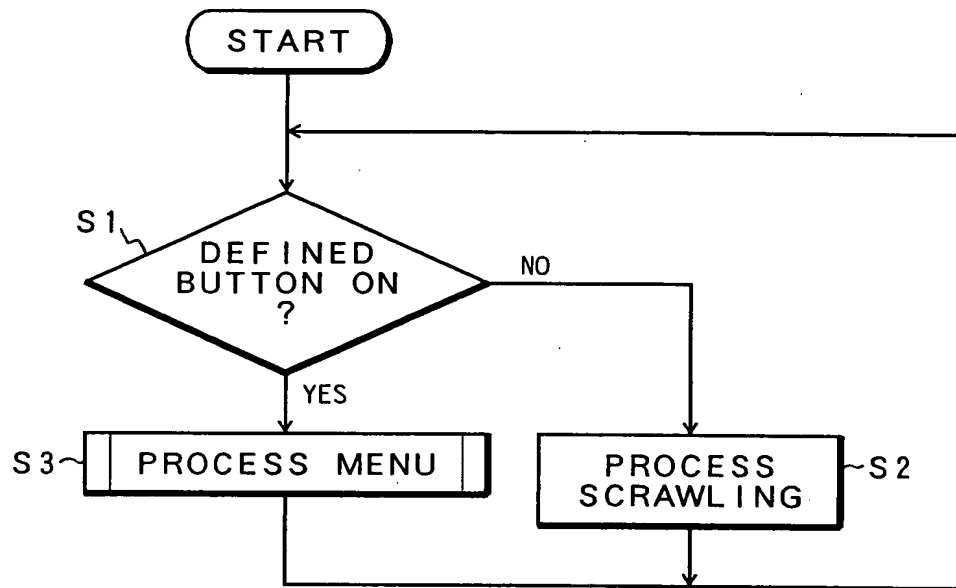 START
S1
DEFINED
BUTTON ON
?
NO
YES
S3
PROCESS MENU
PROCESS
SCRAWLING
S2